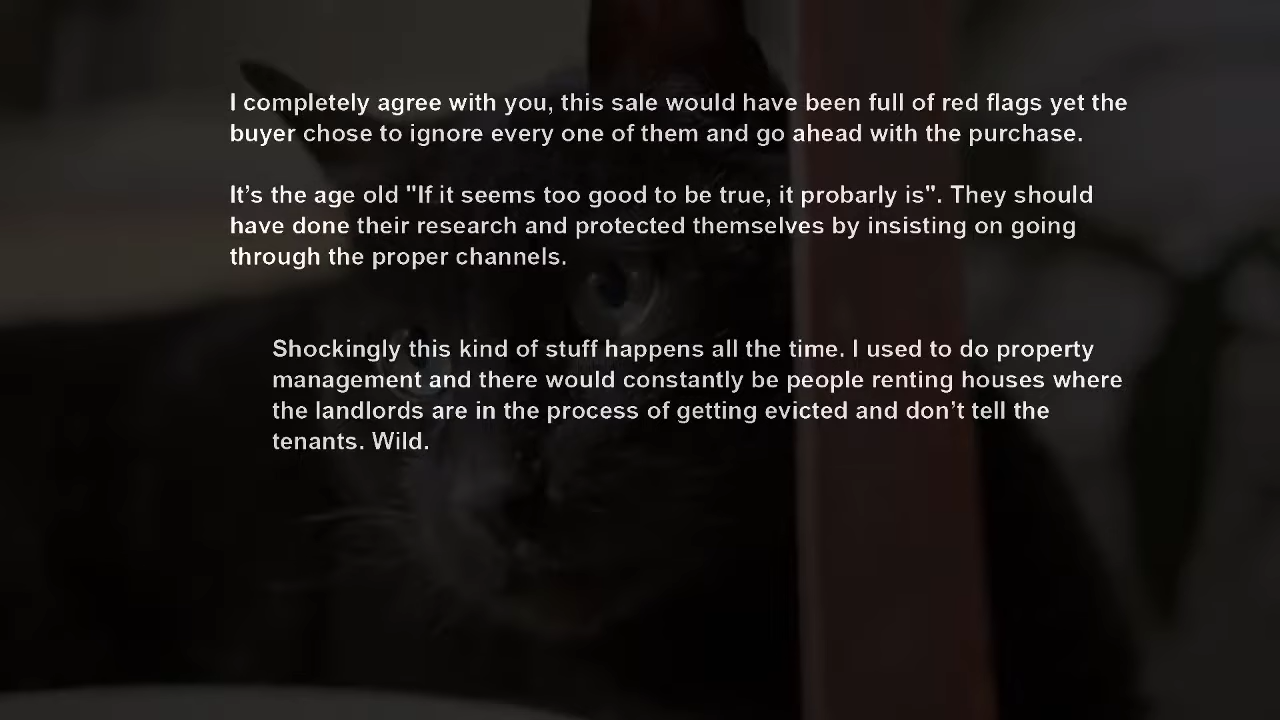 I completely agree with you, this sale would have been full of red flags yet the
buyer chose to ignore every one of them and go ahead with the purchase.
It’s the age old "If it seems too good to be true, it probarly is". They should
have done their research and protected themselves by insisting on going
through the proper channels.
Shockingly this kind of stuff happens all the time. I used to do property
management and there would constantly be people renting houses where
the landlords are in the process of getting evicted and don’t tell the
tenants. Wild.